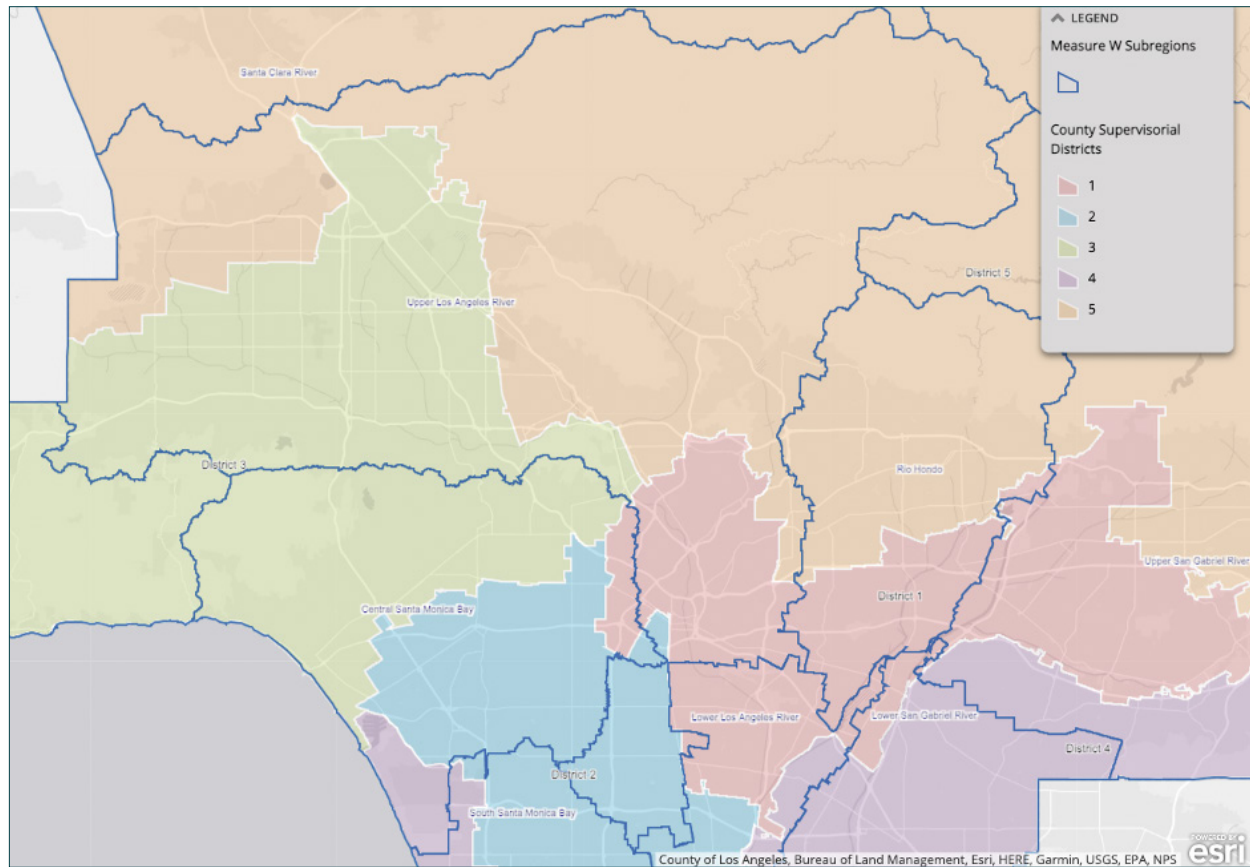 LEGEND
Measure W Subregions
County Supervisorial
Districts
1
2
3
4
5
Santa Clara River
District 5
Upper Los Angeles River
District 3
Rio Hondo
Upper San Gabriel River
District 1
Central Santa Monica Bay
Lower Los Angeles River
Lower San Gabriel River
District 4
District 2
South Santa Monica Bay
County of Los Angeles, Bureau of Land Management, Esri, HERE, Garmin, USGS, EPA, NPS
POWERED BY
esri